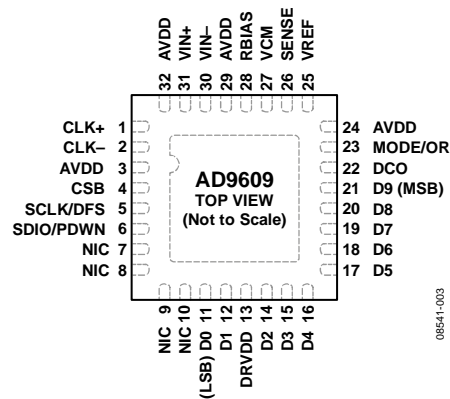 32 AVDD
31 VIN+
30 VIN–
29 AVDD
28 RBIAS
27 VCM
26 SENSE
25 VREF
CLK+ 1
CLK– 2
AVDD 3
CSB 4
SCLK/DFS 5
SDIO/PDWN 6
NIC 7
NIC 8
AD9609
TOP VIEW
(Not to Scale)
24 AVDD
23 MODE/OR
22 DCO
21 D9 (MSB)
20 D8
19 D7
18 D6
17 D5
NIC 9
NIC 10
(LSB) D0 11
D1 12
DRVDD 13
D2 14
D3 15
D4 16
08541-003